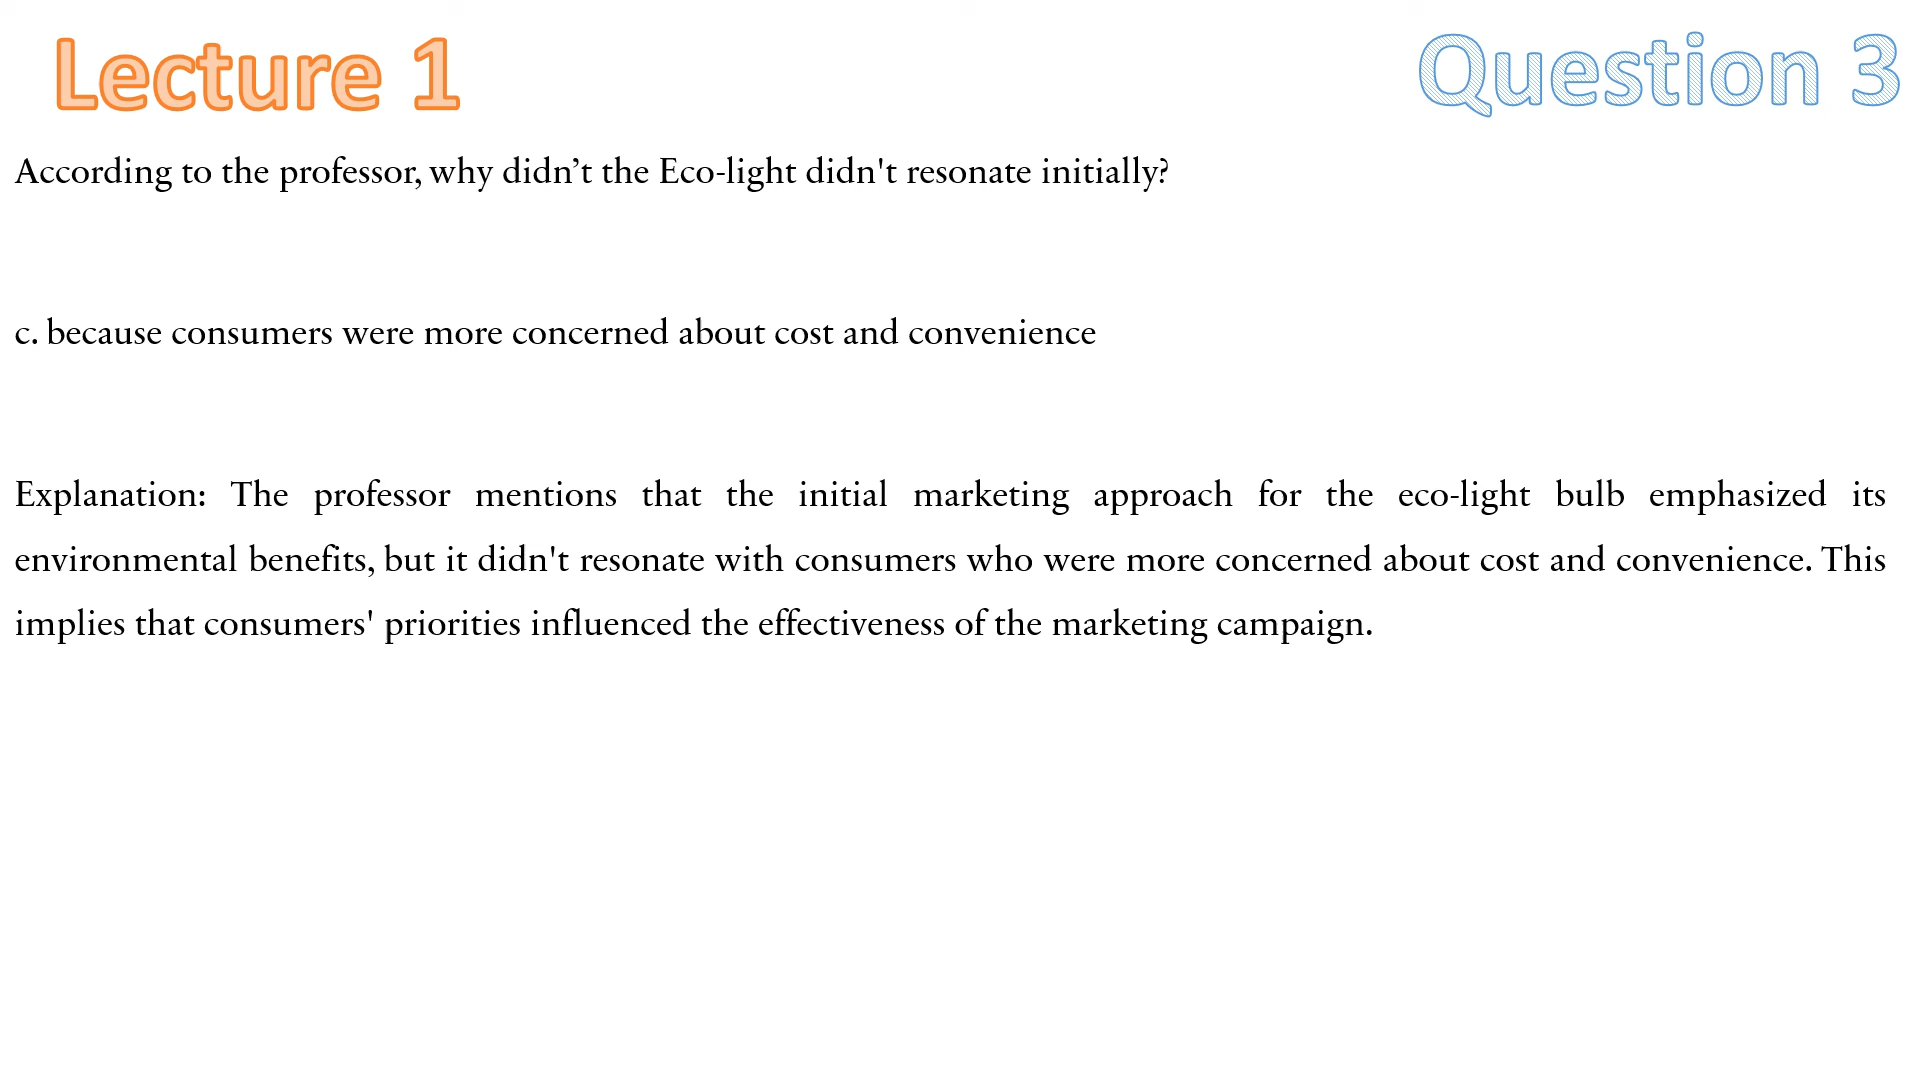 Lecture 1
Question 3
According to the professor, why didn’t the Eco-light didn't resonate initially?
c. because consumers were more concerned about cost and convenience
Explanation: The professor mentions that the initial marketing approach for the eco-light bulb emphasized its
environmental benefits, but it didn't resonate with consumers who were more concerned about cost and convenience. This
implies that consumers' priorities influenced the effectiveness of the marketing campaign.